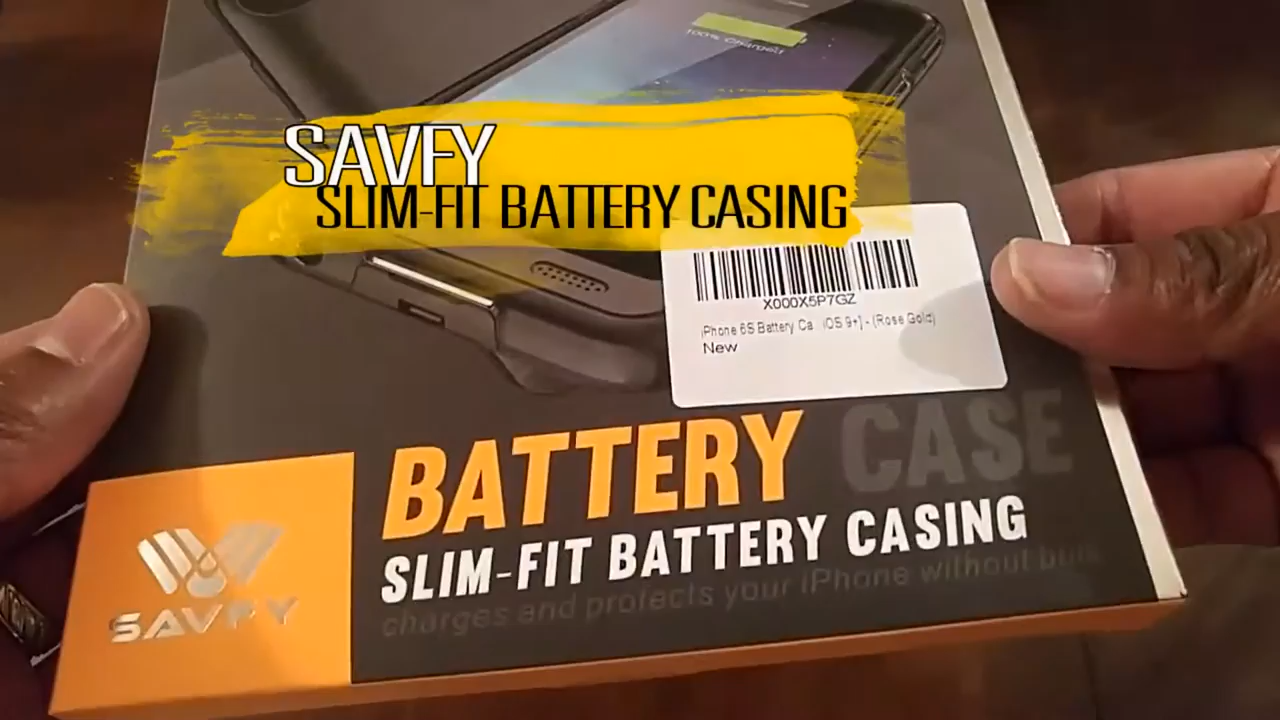 100% Charged
SAVFY
SLIM-FIT BATTERY CASING
X000X5P7GZ
iPhone 6S Battery Ca iOS 9+] - (Rose Gold)
New
BATTERY CASE
SLIM-FIT BATTERY CASING
charges and protects your iPhone without
SAVFY